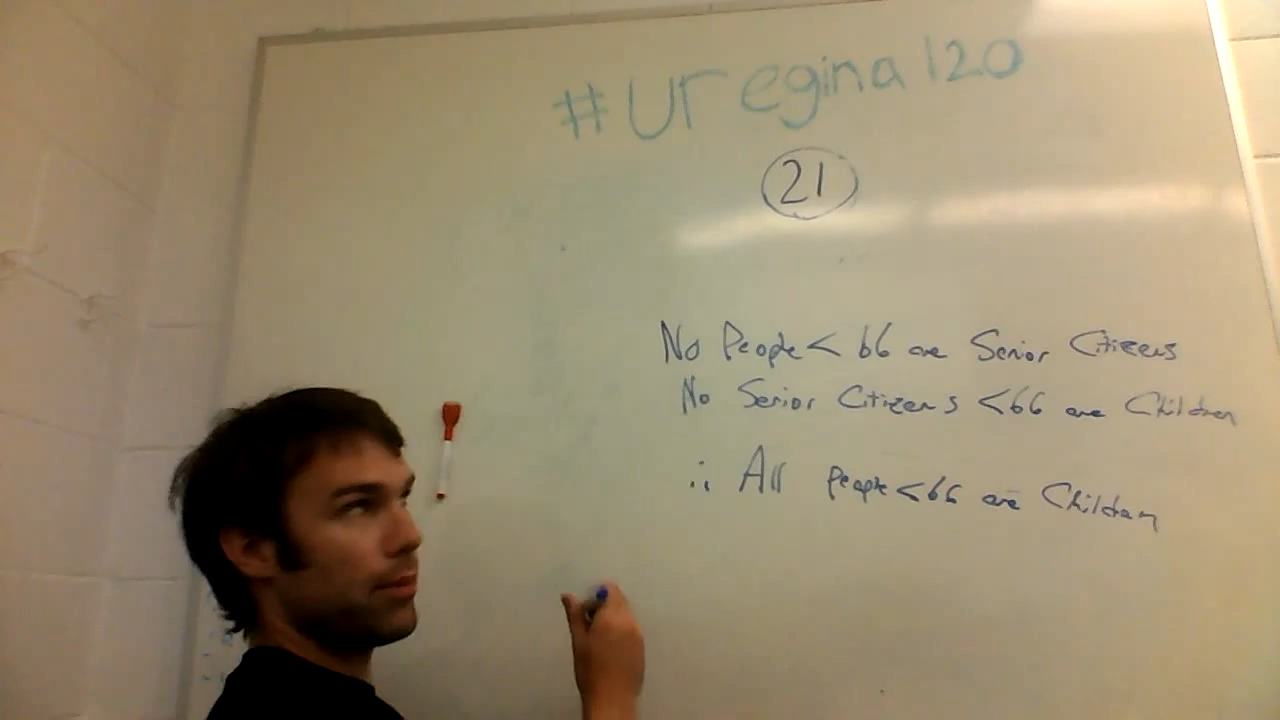 #Uregina120
21
No People < 66 are Senior Citizens
No Senior Citizens <66 are Children
∴ All People <66 are Children